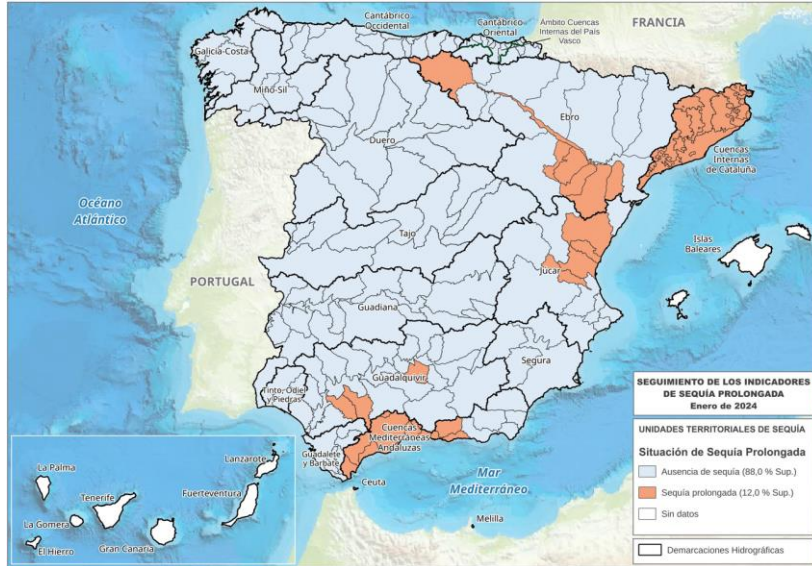 Cantábrico
Occidental
Cantábrico
Oriental
Ámbito Cuencas
Internas del País
Vasco
FRANCIA
Galicia-Costa
Miño-Sil
Ebro
Duero
Cuencas
Internas
de Cataluña
Océano
Atlántico
Tajo
Islas
Baleares
PORTUGAL
Júcar
Guadiana
Segura
Guadalquivir
Tinto, Odiel
y Piedras
Cuencas
Mediterráneas
Andaluzas
Guadalete
y Barbate
Ceuta
Mar
Mediterráneo
Melilla
La Palma
Lanzarote
Tenerife
Fuerteventura
La Gomera
El Hierro
Gran Canaria
SEGUIMIENTO DE LOS INDICADORES
DE SEQUÍA PROLONGADA
Enero de 2024
UNIDADES TERRITORIALES DE SEQUÍA
Situación de Sequía Prolongada
Ausencia de sequía (88,0 % Sup.)
Sequía prolongada (12,0 % Sup.)
Sin datos
Demarcaciones Hidrográficas